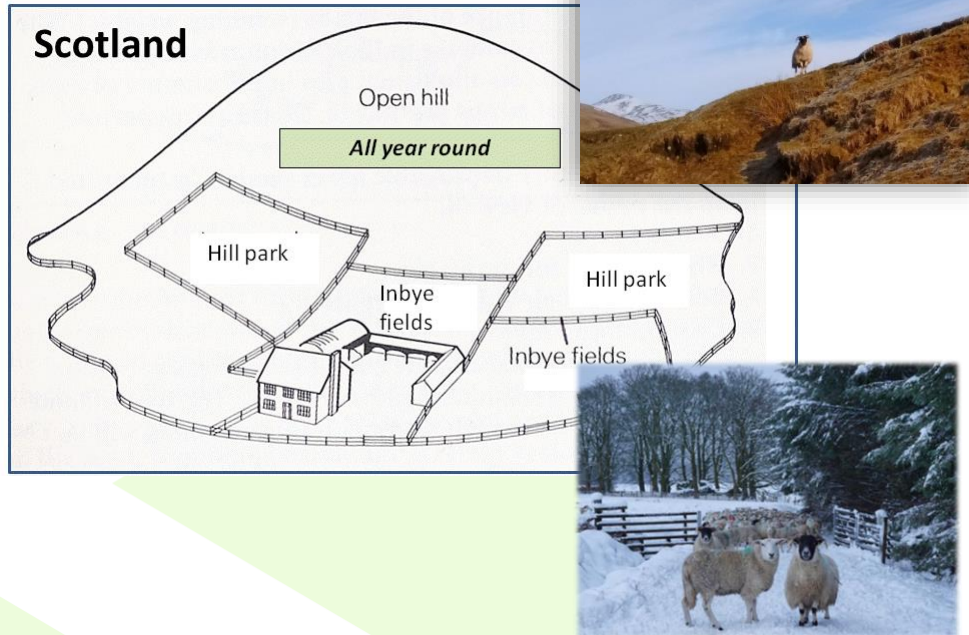 Scotland
Open hill
All year round
Hill park
Hill park
Inbye
fields
Inbye fields